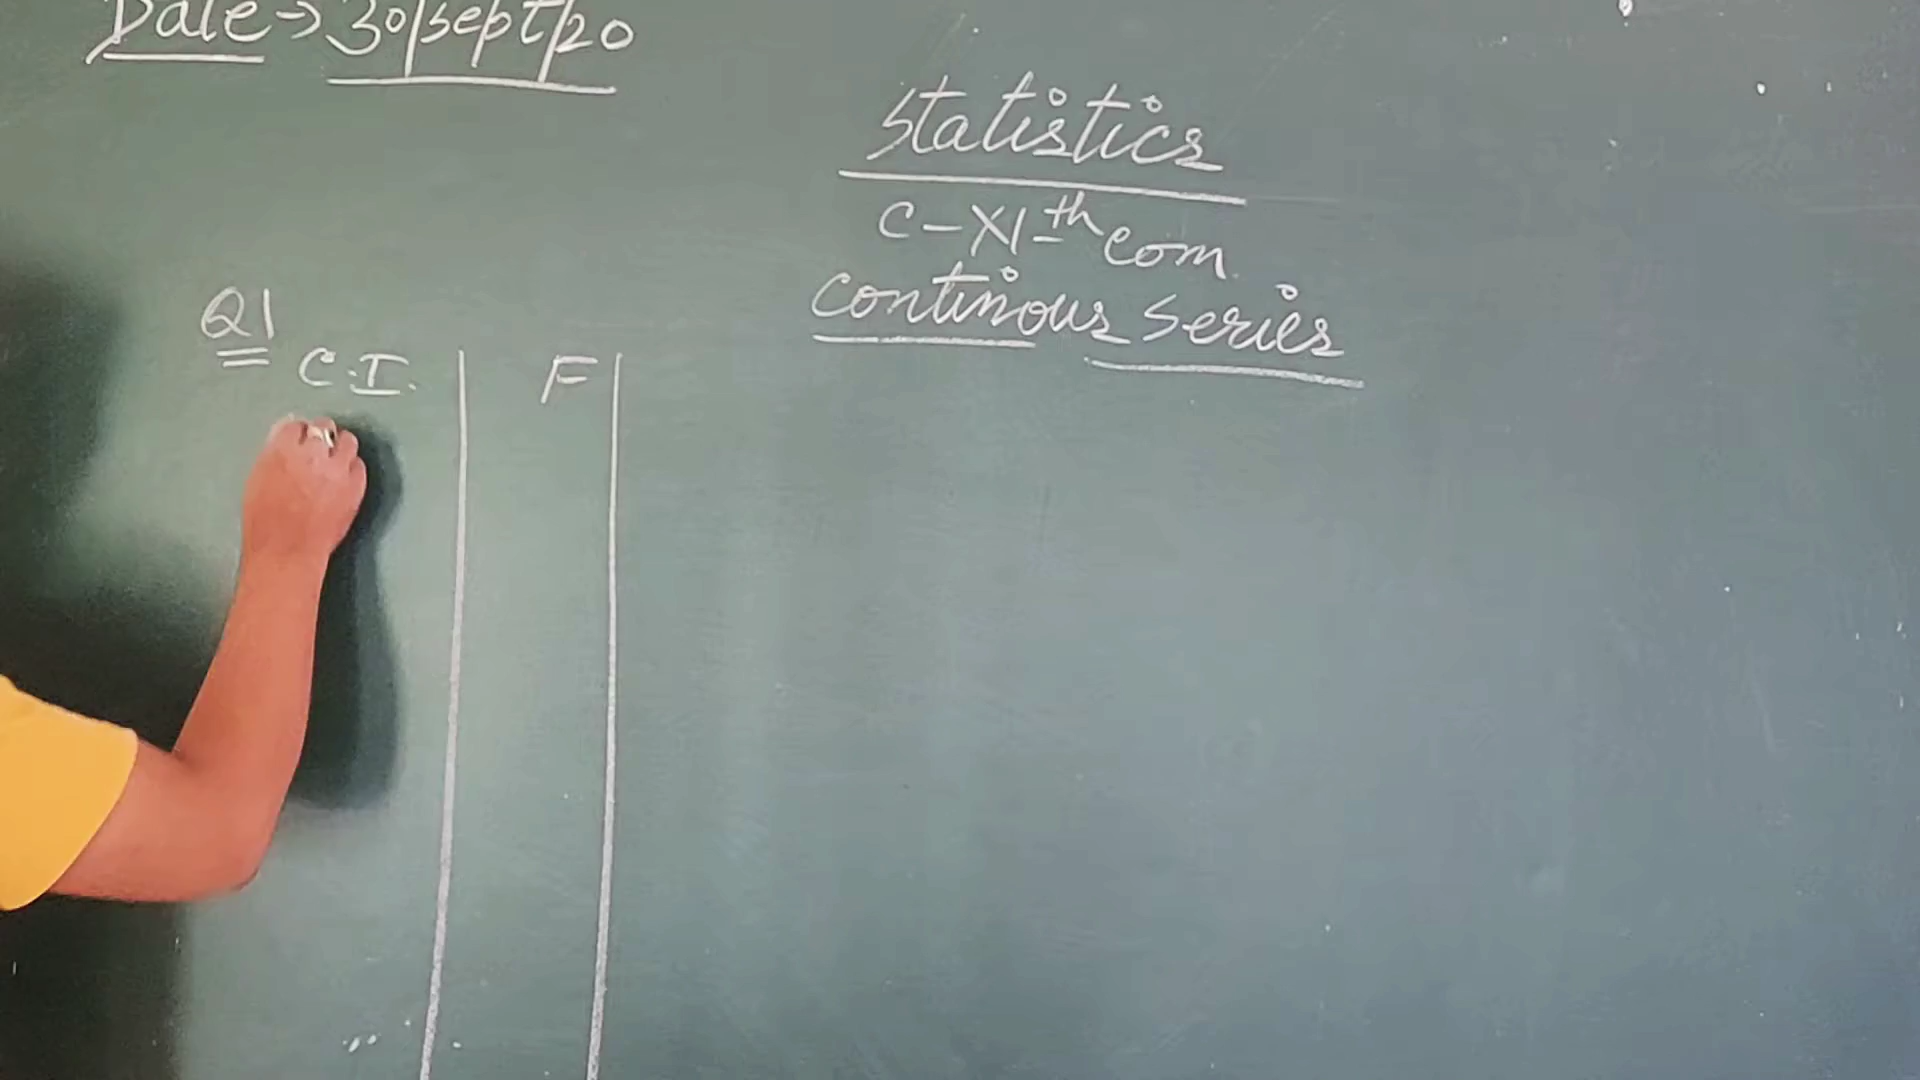 Date → 30/sept/20
Statistics
C-XI-th com
Continous Series
Q1
C.I. F